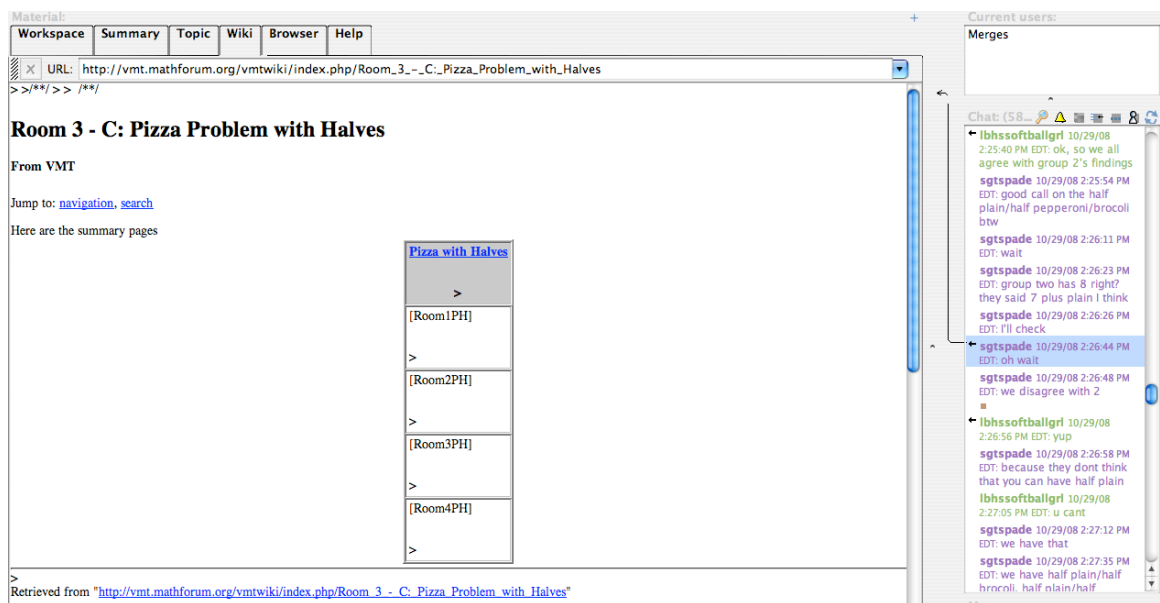 Material:
Workspace Summary Topic Wiki Browser Help
URL: http://vmt.mathforum.org/vmtwiki/index.php/Room_3_-_C:_Pizza_Problem_with_Halves
> >/**/ > > /**/
Room 3 - C: Pizza Problem with Halves
From VMT
Jump to: navigation, search
Here are the summary pages
Pizza with Halves
>
[Room1PH]
>
[Room2PH]
>
[Room3PH]
>
[Room4PH]
>
>
Retrieved from "http://vmt.mathforum.org/vmtwiki/index.php/Room_3_-_C:_Pizza_Problem_with_Halves"
Current users:
Merges
Chat: (58...
lbhssoftballgrl 10/29/08
2:25:40 PM EDT: ok, so we all
agree with group 2's findings
sgtspade 10/29/08 2:25:54 PM
EDT: good call on the half
plain/half pepperoni/brocoli
btw
sgtspade 10/29/08 2:26:11 PM
EDT: wait
sgtspade 10/29/08 2:26:23 PM
EDT: group two has 8 right?
they said 7 plus plain I think
sgtspade 10/29/08 2:26:26 PM
EDT: I'll check
sgtspade 10/29/08 2:26:44 PM
EDT: oh wait
sgtspade 10/29/08 2:26:48 PM
EDT: we disagree with 2
lbhssoftballgrl 10/29/08
2:26:56 PM EDT: yup
sgtspade 10/29/08 2:26:58 PM
EDT: because they dont think
that you can have half plain
lbhssoftballgrl 10/29/08
2:27:05 PM EDT: u cant
sgtspade 10/29/08 2:27:12 PM
EDT: we have that
sgtspade 10/29/08 2:27:35 PM
EDT: we have half plain/half
brocoli, half plain/half